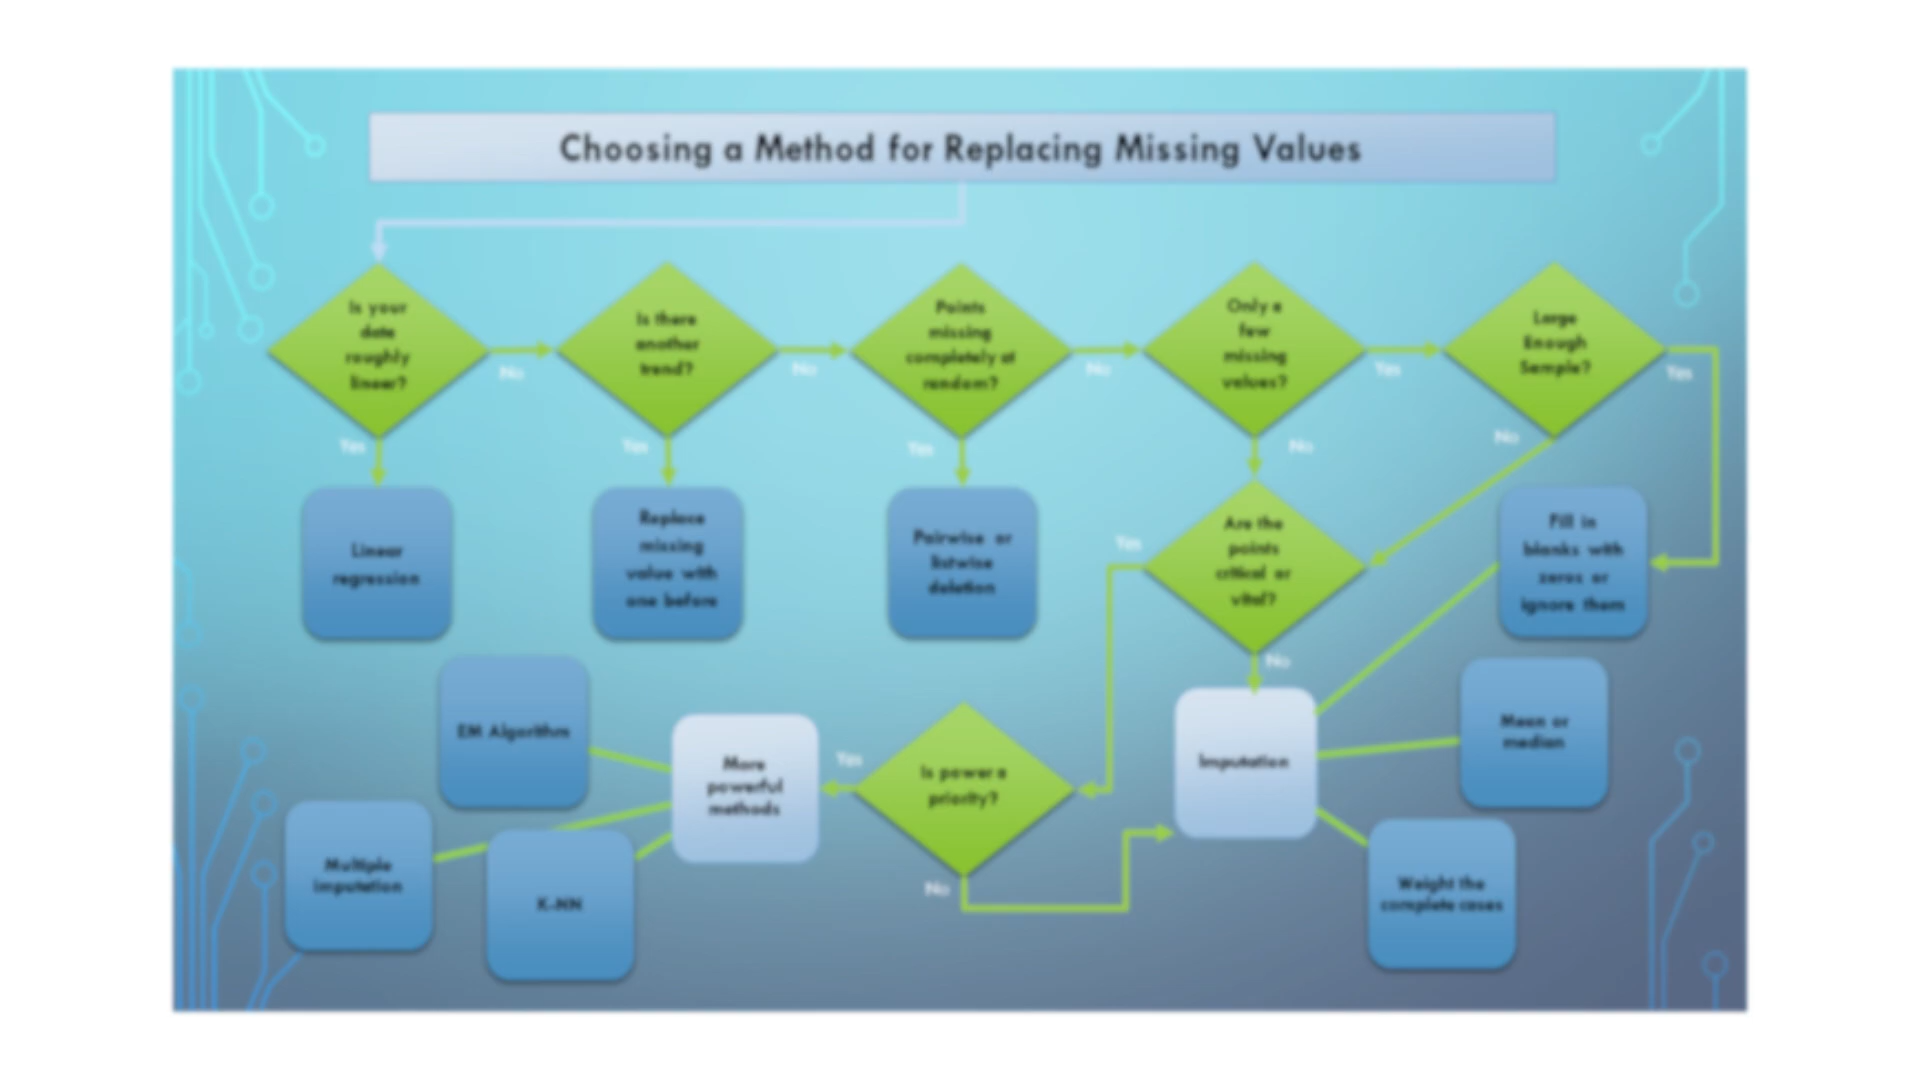 Choosing a Method for Replacing Missing Values
Is your
date
roughly
linear?
No
Yes
Is there
another
trend?
No
Yes
Points
missing
completely at
random?
No
Yes
Only a
few
missing
values?
Yes
No
Large
Enough
Sample?
Yes
No
Linear
regression
Replace
missing
value with
one before
Pairwise or
listwise
deletion
Are the
points
critical or
vital?
Yes
No
Fill in
blanks with
zeros or
ignore them
EM Algorithm
More
powerful
methods
Yes
Is power a
priority?
No
Imputation
Mean or
median
Multiple
imputation
K-NN
Weight the
complete cases